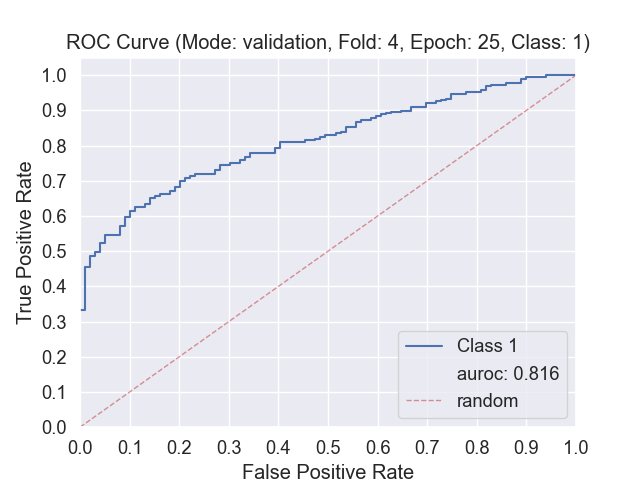 ROC Curve (Mode: validation, Fold: 4, Epoch: 25, Class: 1)
True Positive Rate
1.0
0.9
0.8
0.7
0.6
0.5
0.4
0.3
0.2
0.1
0.0
Class 1
auroc: 0.816
random
0.0 0.1 0.2 0.3 0.4 0.5 0.6 0.7 0.8 0.9 1.0
False Positive Rate